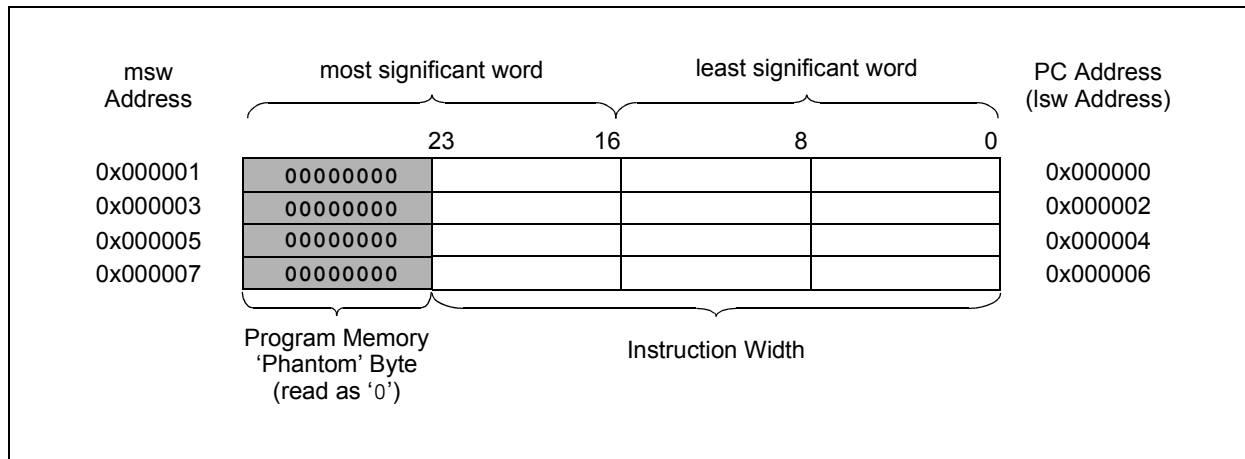 msw
Address
most significant word
least significant word
PC Address
(lsw Address)
23
16
8
0
0x000001
00000000
0x000000
0x000003
00000000
0x000002
0x000005
00000000
0x000004
0x000007
00000000
0x000006
Program Memory
‘Phantom’ Byte
(read as ‘0’)
Instruction Width